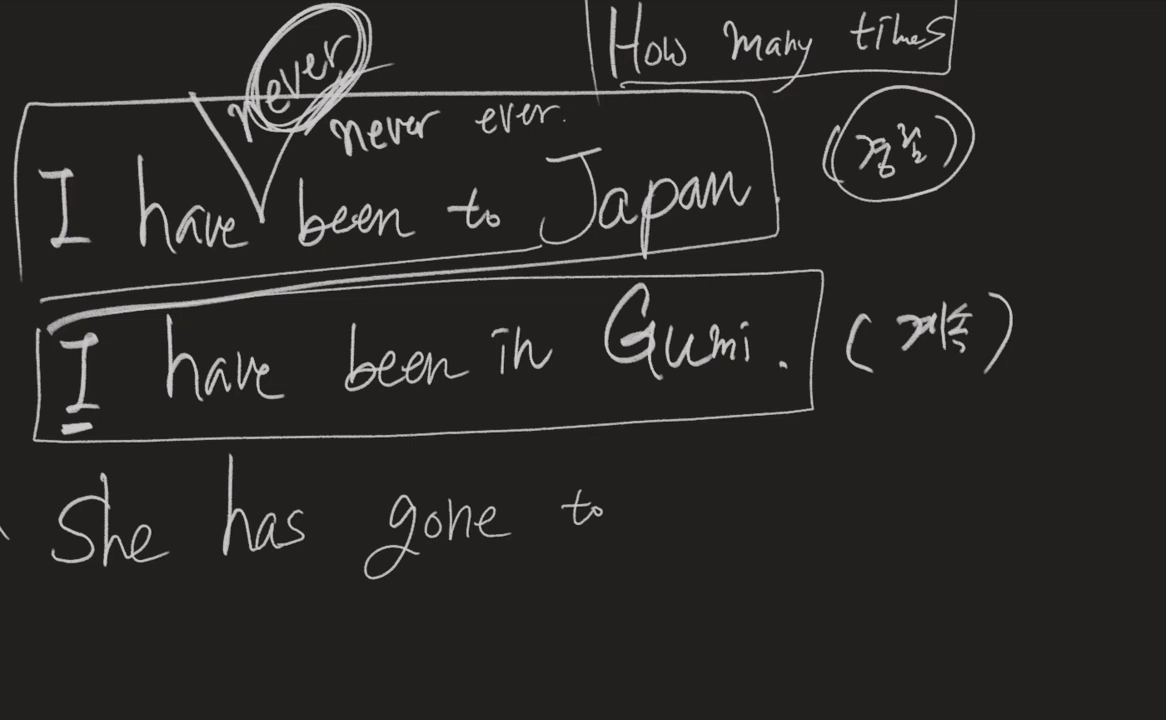 How many times
never
never ever.
I have been to Japan
(경험)
I have been in Gumi. (계속)
She has gone to